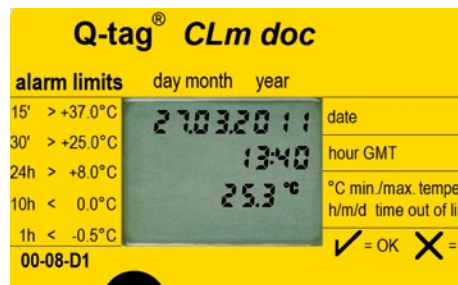 Q-tag® CLm doc
alarm limits
day month year
15' > +37.0°C
30' > +25.0°C
24h > +8.0°C
10h < 0.0°C
1h < -0.5°C
00-08-D1
27.03.2011
13:40
25.3 °C
date
hour GMT
°C min./max.
h/m/d time out of
✓ = OK ✗ =